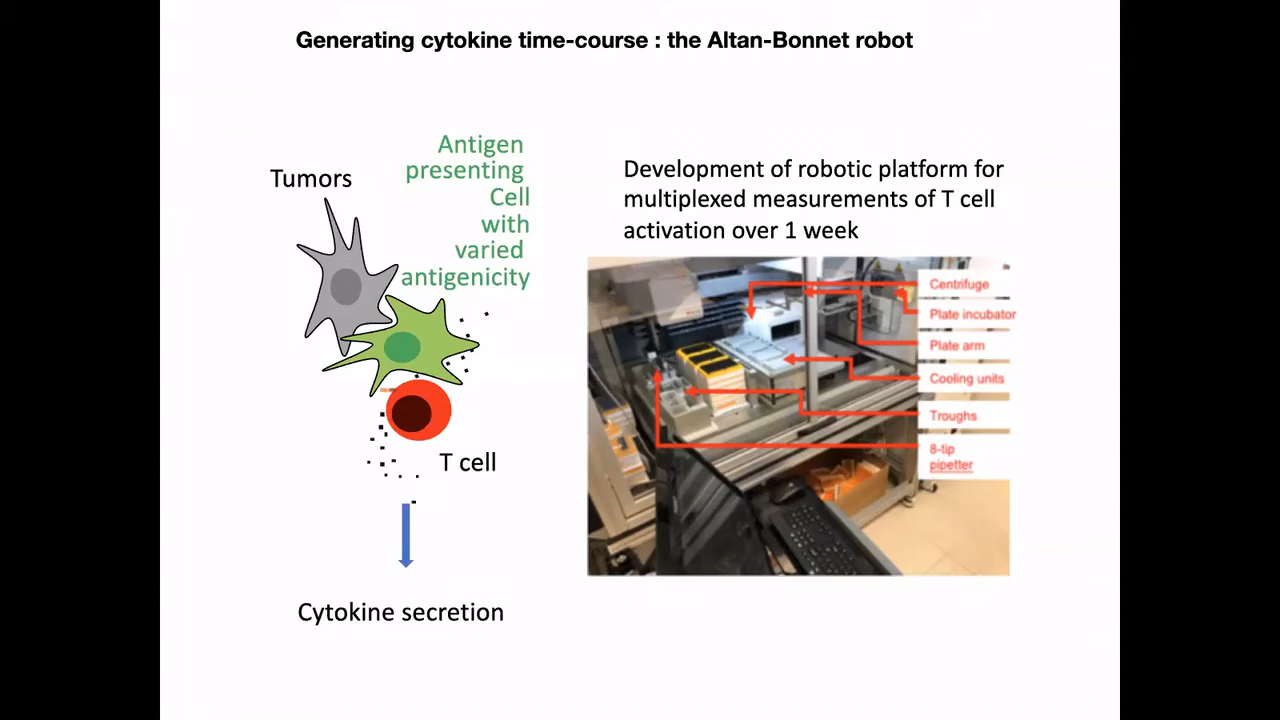 Generating cytokine time-course : the Altan-Bonnet robot
Tumors
Antigen
presenting
Cell
with
varied
antigenicity
T cell
Cytokine secretion
Development of robotic platform for
multiplexed measurements of T cell
activation over 1 week
Centrifuge
Plate incubator
Plate arm
Cooling units
Troughs
8-tip
pipetter